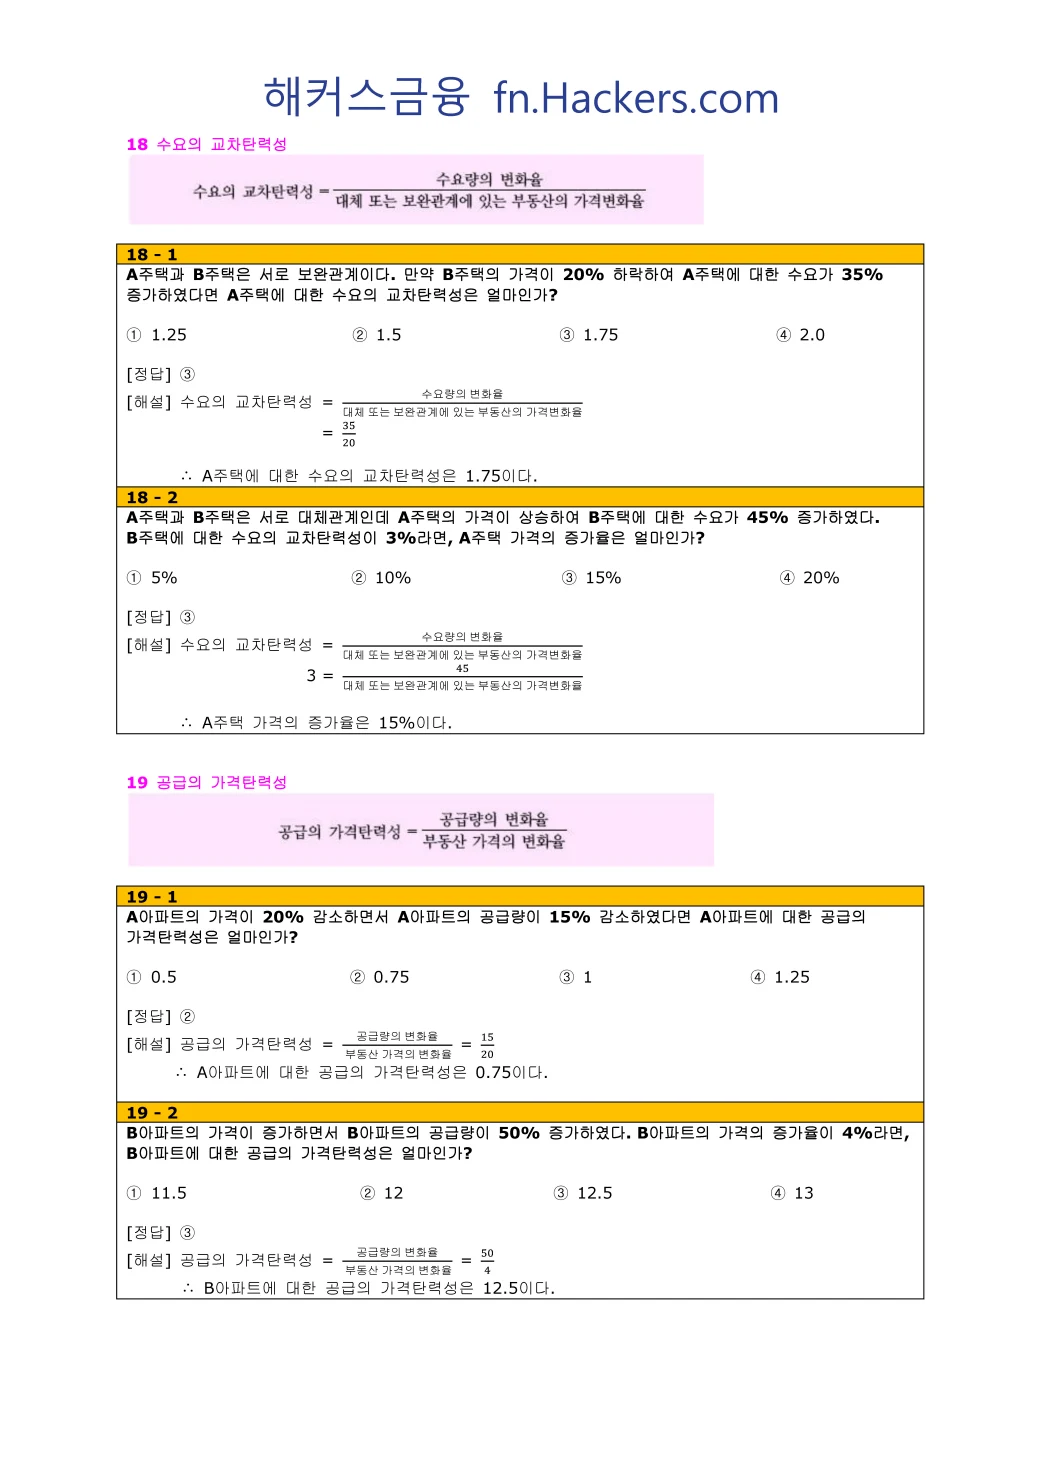 해커스금융 fn.Hackers.com
18 수요의 교차탄력성
수요의 교차탄력성 = 수요량의 변화율 / 대체 또는 보완관계에 있는 부동산의 가격변화율
18 - 1
A주택과 B주택은 서로 보완관계이다. 만약 B주택의 가격이 20% 하락하여 A주택에 대한 수요가 35%
증가하였다면 A주택에 대한 수요의 교차탄력성은 얼마인가?
① 1.25 ② 1.5 ③ 1.75 ④ 2.0
[정답] ③
[해설] 수요의 교차탄력성 = 수요량의 변화율 / 대체 또는 보완관계에 있는 부동산의 가격변화율
= 35 / 20
∴ A주택에 대한 수요의 교차탄력성은 1.75이다.
18 - 2
A주택과 B주택은 서로 대체관계인데 A주택의 가격이 상승하여 B주택에 대한 수요가 45% 증가하였다.
B주택에 대한 수요의 교차탄력성이 3%라면, A주택 가격의 증가율은 얼마인가?
① 5% ② 10% ③ 15% ④ 20%
[정답] ③
[해설] 수요의 교차탄력성 = 수요량의 변화율 / 대체 또는 보완관계에 있는 부동산의 가격변화율
3 = 45 / 대체 또는 보완관계에 있는 부동산의 가격변화율
∴ A주택 가격의 증가율은 15%이다.
19 공급의 가격탄력성
공급의 가격탄력성 = 공급량의 변화율 / 부동산 가격의 변화율
19 - 1
A아파트의 가격이 20% 감소하면서 A아파트의 공급량이 15% 감소하였다면 A아파트에 대한 공급의
가격탄력성은 얼마인가?
① 0.5 ② 0.75 ③ 1 ④ 1.25
[정답] ②
[해설] 공급의 가격탄력성 = 공급량의 변화율 / 부동산 가격의 변화율 = 15 / 20
∴ A아파트에 대한 공급의 가격탄력성은 0.75이다.
19 - 2
B아파트의 가격이 증가하면서 B아파트의 공급량이 50% 증가하였다. B아파트의 가격의 증가율이 4%라면,
B아파트에 대한 공급의 가격탄력성은 얼마인가?
① 11.5 ② 12 ③ 12.5 ④ 13
[정답] ③
[해설] 공급의 가격탄력성 = 공급량의 변화율 / 부동산 가격의 변화율 = 50 / 4
∴ B아파트에 대한 공급의 가격탄력성은 12.5이다.